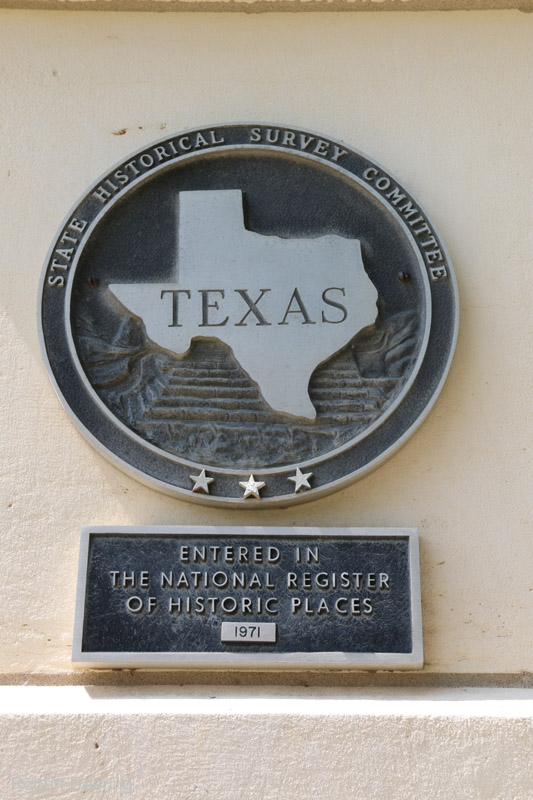 STATE HISTORICAL SURVEY COMMITTEE
TEXAS
ENTERED IN
THE NATIONAL REGISTER
OF HISTORIC PLACES
1971